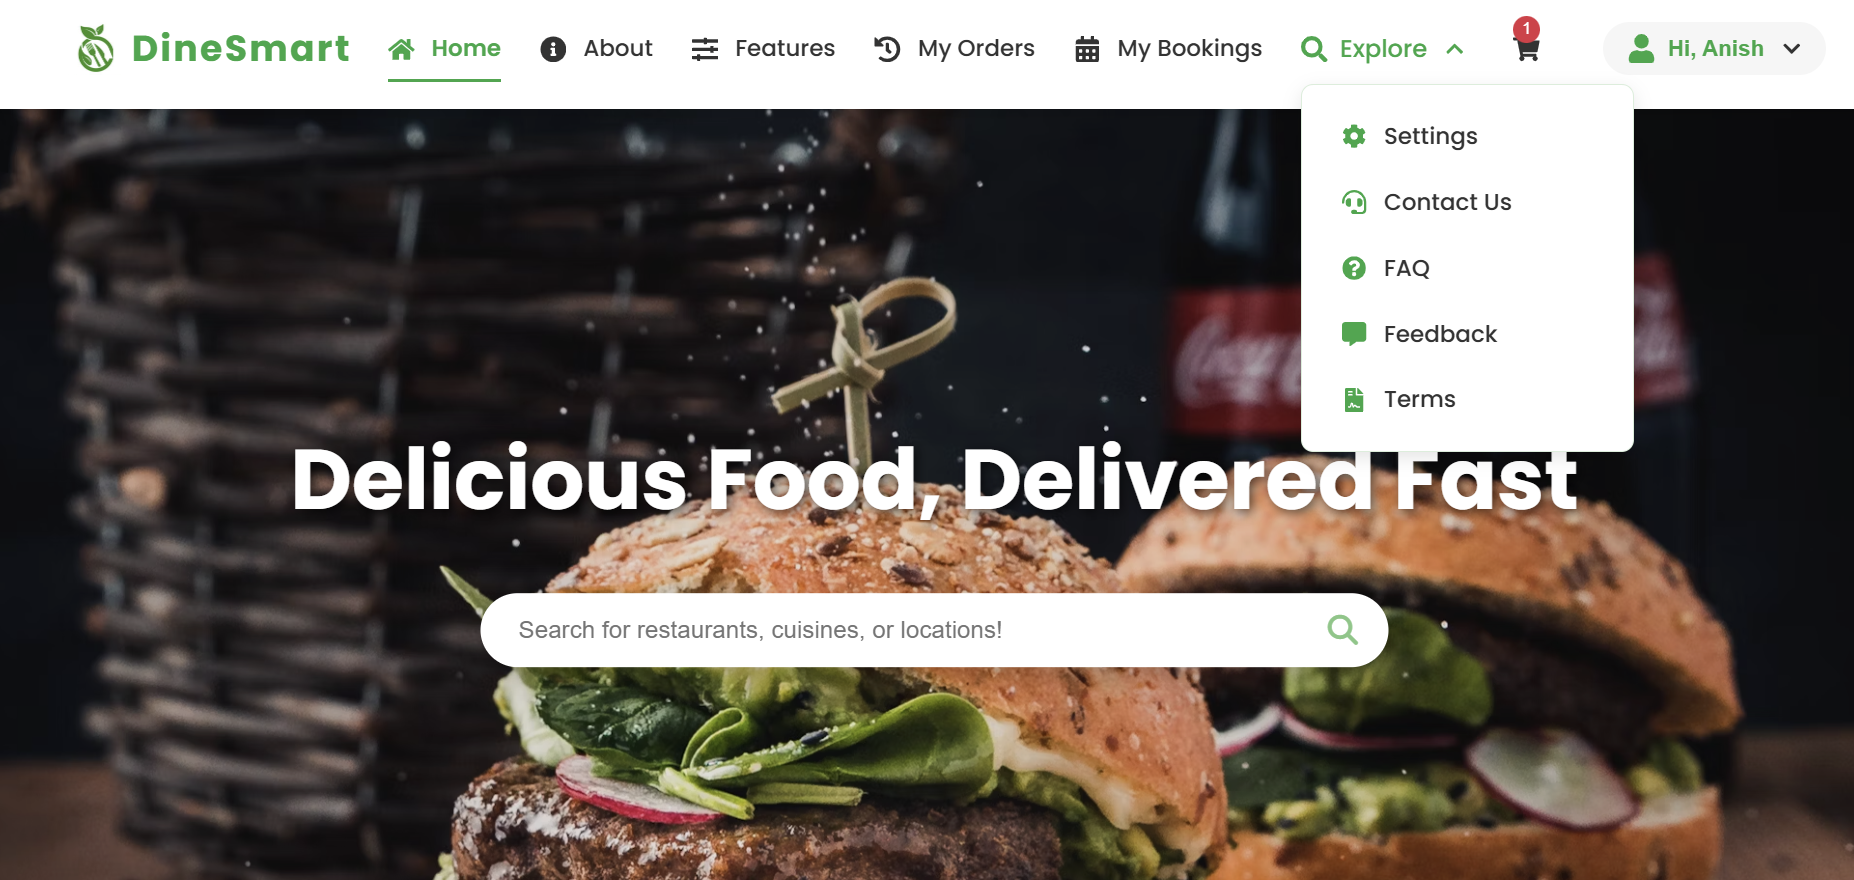 DineSmart
Home
About
Features
My Orders
My Bookings
Explore
1
Hi, Anish
Settings
Contact Us
FAQ
Feedback
Terms
Delicious Food, Delivered Fast
Search for restaurants, cuisines, or locations!